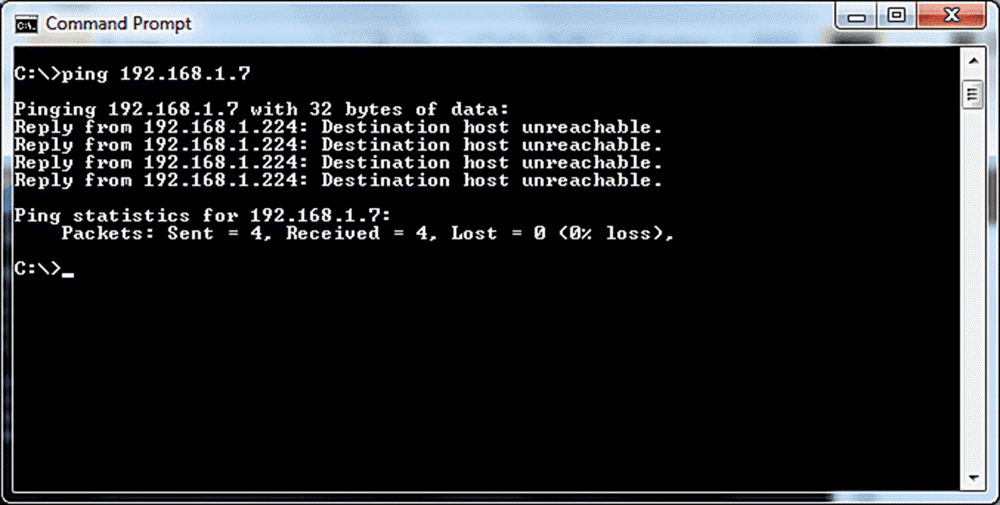 C:\.
Command Prompt
C:\>ping 192.168.1.7
Pinging 192.168.1.7 with 32 bytes of data:
Reply from 192.168.1.224: Destination host unreachable.
Reply from 192.168.1.224: Destination host unreachable.
Reply from 192.168.1.224: Destination host unreachable.
Reply from 192.168.1.224: Destination host unreachable.
Ping statistics for 192.168.1.7:
Packets: Sent = 4, Received = 4, Lost = 0 (0% loss),
C:\>_